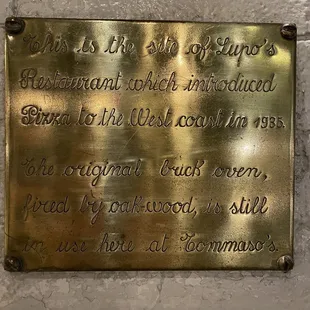 This is the site of Lupo's
Restaurant which introduced
Pizza to the West coast in 1935.
The original brick oven,
fired by oak-wood, is still
in use here at Tommaso's.